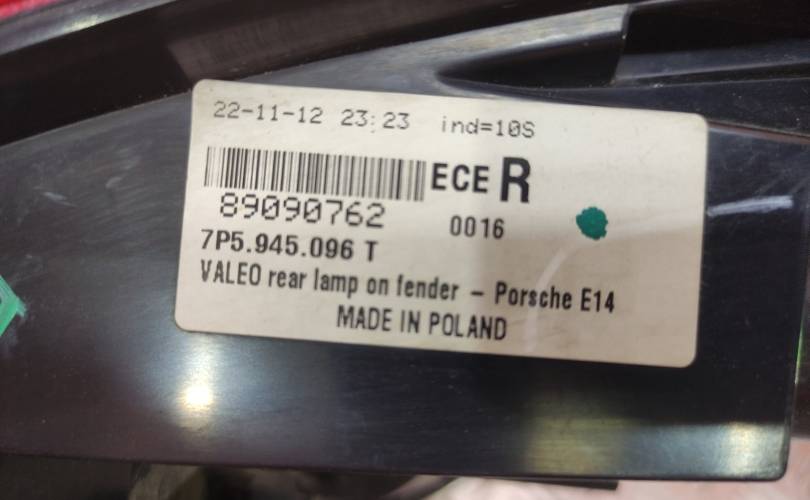 22-11-12 23:23 ind=10S
ECE R
89090762 0016
7P5.945.096 T
VALEO rear lamp on fender – Porsche E14
MADE IN POLAND